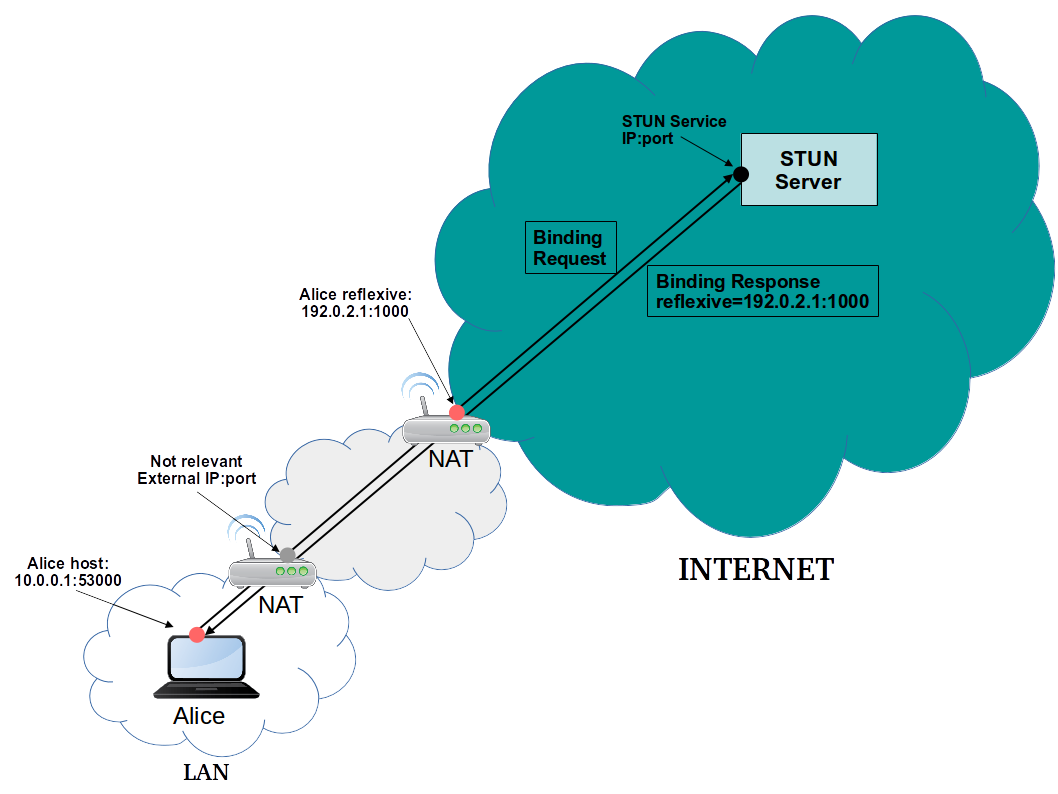 STUN Service
IP:port
STUN
Server
Binding
Request
Binding Response
reflexive=192.0.2.1:1000
Alice reflexive:
192.0.2.1:1000
NAT
Not relevant
External IP:port
INTERNET
Alice host:
10.0.0.1:53000
NAT
Alice
LAN